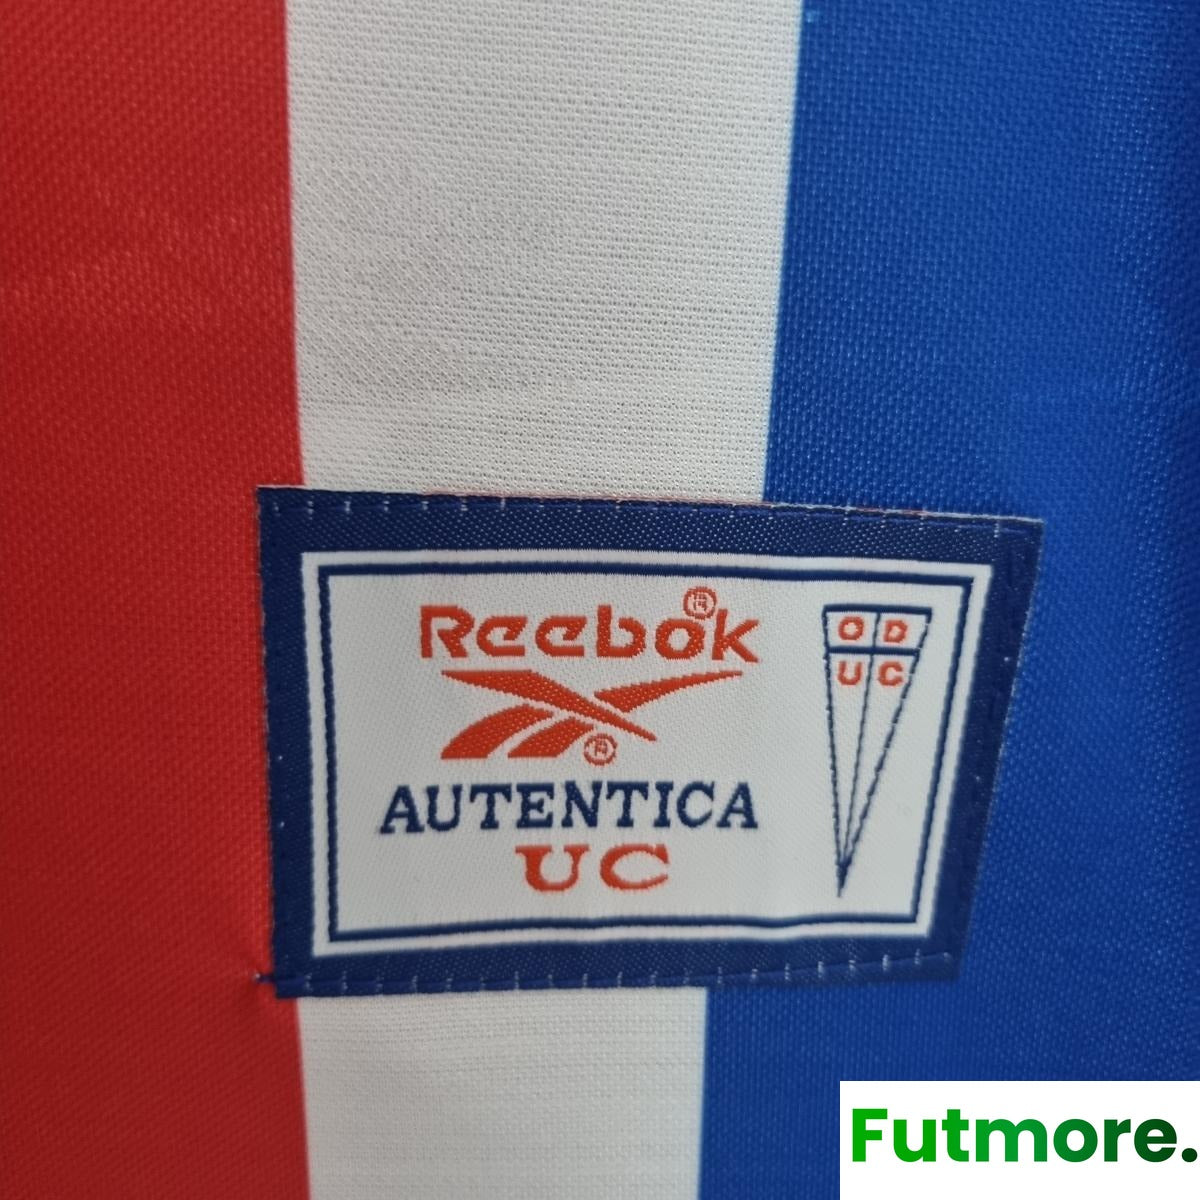 Reebok
AUTENTICA
UC
O D
U C
Futmore.